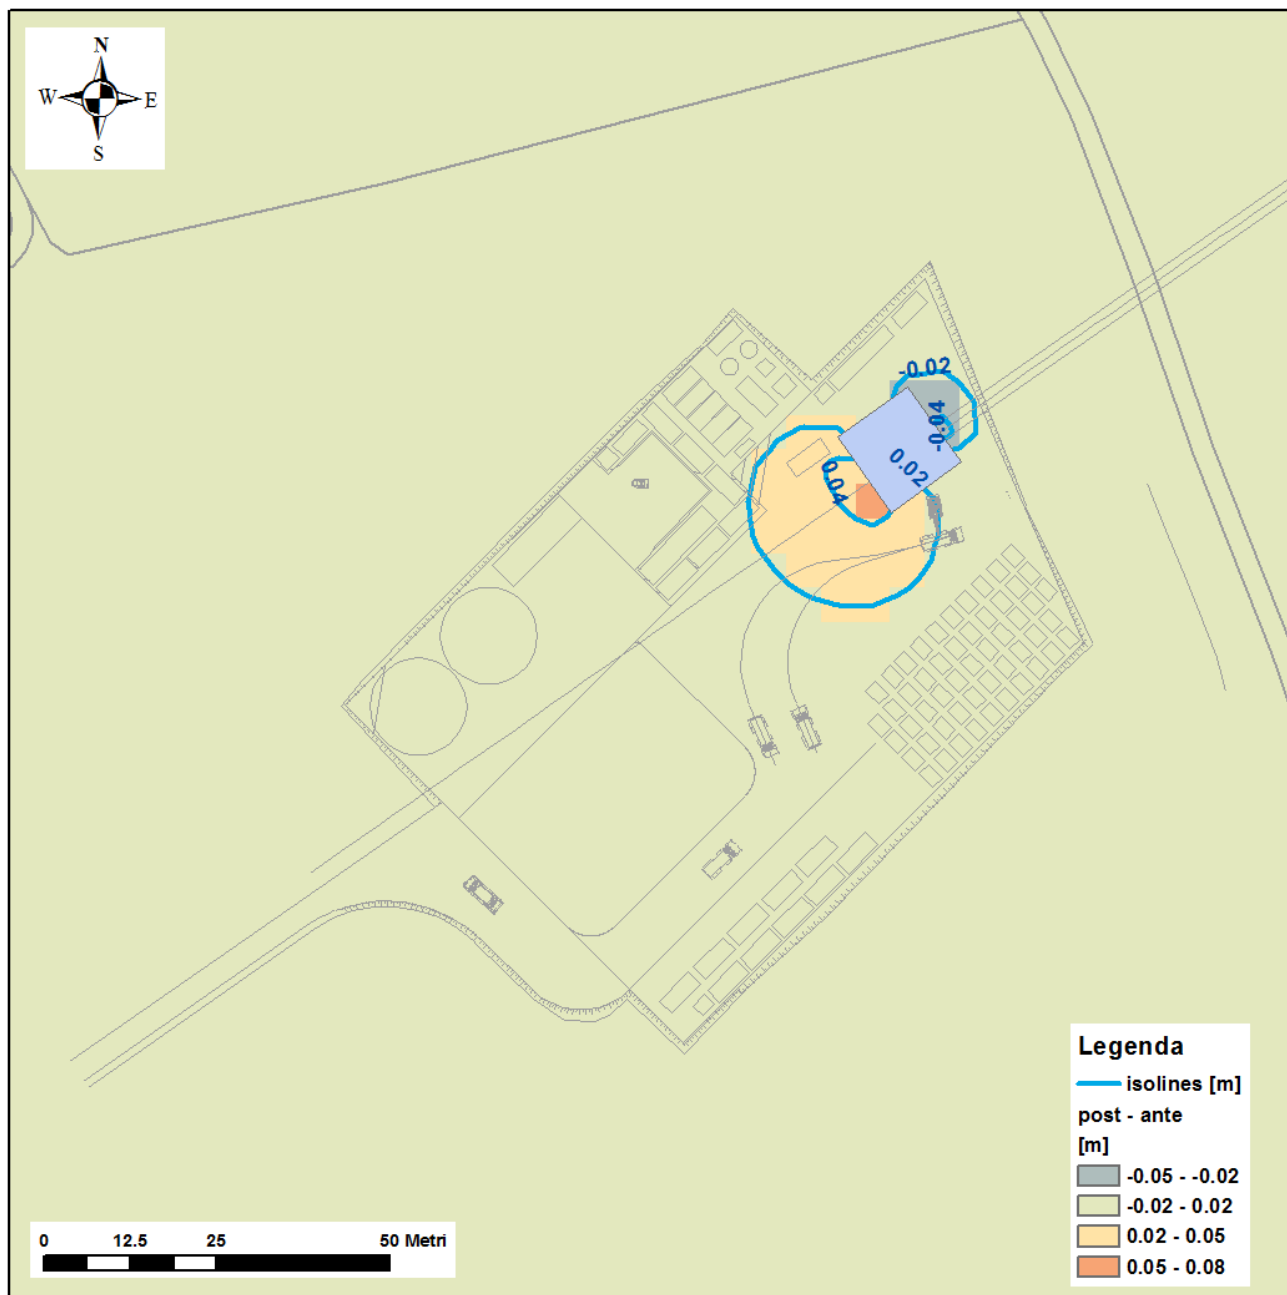 N
W E
S
-0.02
-0.04
0.02
0.04
Legenda
isolines [m]
post - ante
[m]
-0.05 - -0.02
-0.02 - 0.02
0.02 - 0.05
0.05 - 0.08
0 12.5 25 50 Metri